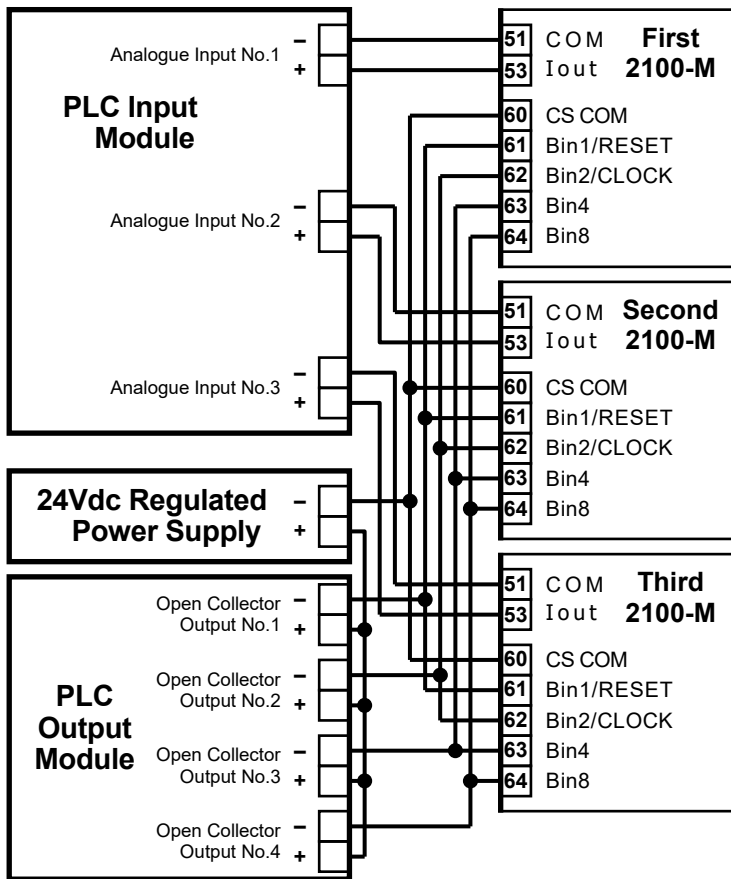 Analogue Input No.1
−
+
PLC Input
Module
Analogue Input No.2
−
+
Analogue Input No.3
−
+
24Vdc Regulated
Power Supply
−
+
PLC
Output
Module
Open Collector
Output No.1
−
+
Open Collector
Output No.2
−
+
Open Collector
Output No.3
−
+
Open Collector
Output No.4
−
+
51 COM First
53 Iout 2100-M
60 CS COM
61 Bin1/RESET
62 Bin2/CLOCK
63 Bin4
64 Bin8
51 COM Second
53 Iout 2100-M
60 CS COM
61 Bin1/RESET
62 Bin2/CLOCK
63 Bin4
64 Bin8
51 COM Third
53 Iout 2100-M
60 CS COM
61 Bin1/RESET
62 Bin2/CLOCK
63 Bin4
64 Bin8